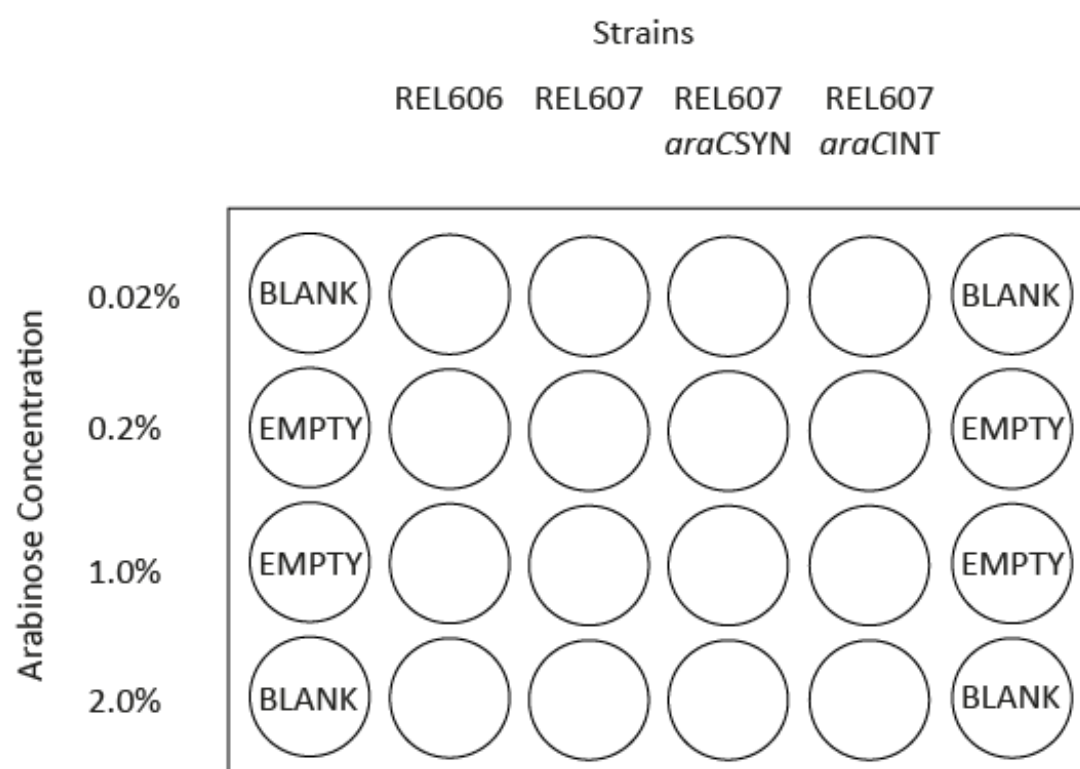 Strains
REL606 REL607 REL607 REL607
araCSYN araCINT
Arabinose Concentration
0.02% BLANK BLANK
0.2% EMPTY EMPTY
1.0% EMPTY EMPTY
2.0% BLANK BLANK